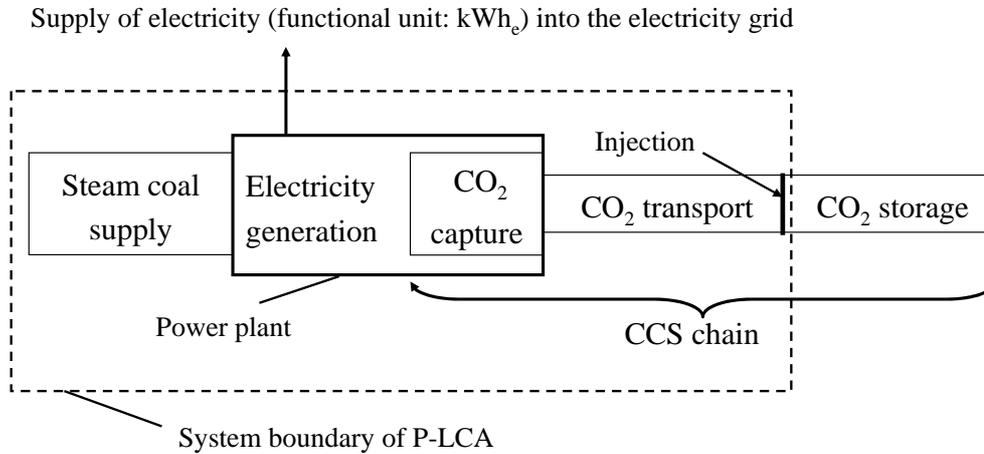 Supply of electricity (functional unit: kWhe) into the electricity grid
Injection
Steam coal
supply
Electricity
generation
CO2
capture
CO2 transport
CO2 storage
Power plant
CCS chain
System boundary of P-LCA